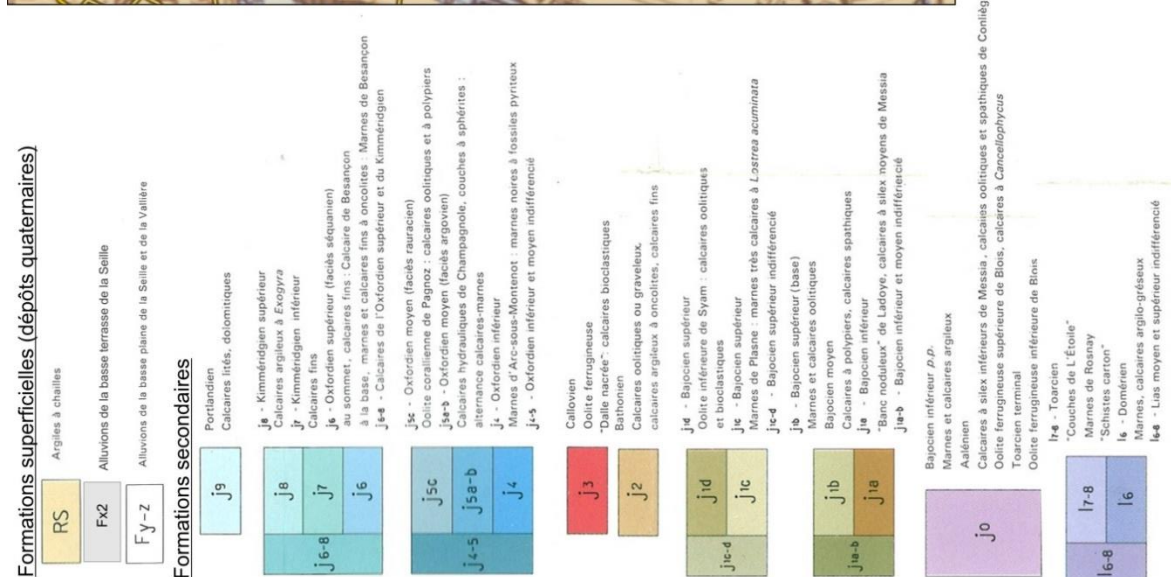 Formations superficielles (dépôts quaternaires)
RS
Argiles à chailles
Fx2
Alluvions de la basse terrasse de la Seille
Fy-z
Alluvions de la basse plaine de la Seille et de la Vallière
Formations secondaires
j9
Portlandien
Calcaires lités, dolomitiques
j6-8
j8
j7
j6
j8 - Kimméridgien supérieur
Calcaires argileux à Exogyra
j7 - Kimméridgien inférieur
Calcaires fins
j6 - Oxfordien supérieur (faciès séquanien)
au sommet, calcaires fins : Calcaire de Besançon
à la base, marnes et calcaires fins à oncolites : Marnes de Besançon
j6-8 - Calcaires de l'Oxfordien supérieur et du Kimméridgien
j4-5
j5c
j5a-b
j4
j5c - Oxfordien moyen (faciès rauracien)
Oolite corallienne de Pagnoz : calcaires oolitiques et à polypiers
j5a-b - Oxfordien moyen (faciès argovien)
Calcaires hydrauliques de Champagnole, couches à sphérites :
alternance calcaires-marnes
j4 - Oxfordien inférieur
Marnes d'Arc-sous-Montenot : marnes noires à fossiles pyriteux
j4-5 - Oxfordien inférieur et moyen indifférencié
j3
Callovien
Oolite ferrugineuse
"Dalle nacrée": calcaires bioclastiques
j2
Bathonien
Calcaires oolitiques ou graveleux,
calcaires argileux à oncolites, calcaires fins
j1c-d
j1d
j1c
j1d - Bajocien supérieur
Oolite inférieure de Syam : calcaires oolitiques
et bioclastiques
j1c - Bajocien supérieur
Marnes de Plasne : marnes très calcaires à Lostrea acuminata
j1c-d - Bajocien supérieur indifférencié
j1a-b
j1b
j1a
j1b - Bajocien supérieur (base)
Marnes et calcaires oolitiques
Bajocien moyen
Calcaires à polypiers, calcaires spathiques
j1a - Bajocien inférieur
"Banc noduleux" de Ladoye, calcaires à silex moyens de Messia
j1a-b - Bajocien inférieur et moyen indifférencié
j0
Bajocien inférieur p.p.
Marnes et calcaires argileux
Aalénien
Calcaires à silex inférieurs de Messia, calcaires oolitiques et spathiques de Conliège
Oolite ferrugineuse supérieure de Blois, calcaires à Cancellophycus
Toarcien terminal
Oolite ferrugineuse inférieure de Blois
l6-8
l7-8
l6
l7-8 - Toarcien
"Couches de L'Étoile"
Marnes de Rosnay
"Schistes carton"
l6 - Domérien
Marnes, calcaires argilo-gréseux
l6-8 - Lias moyen et supérieur indifférencié